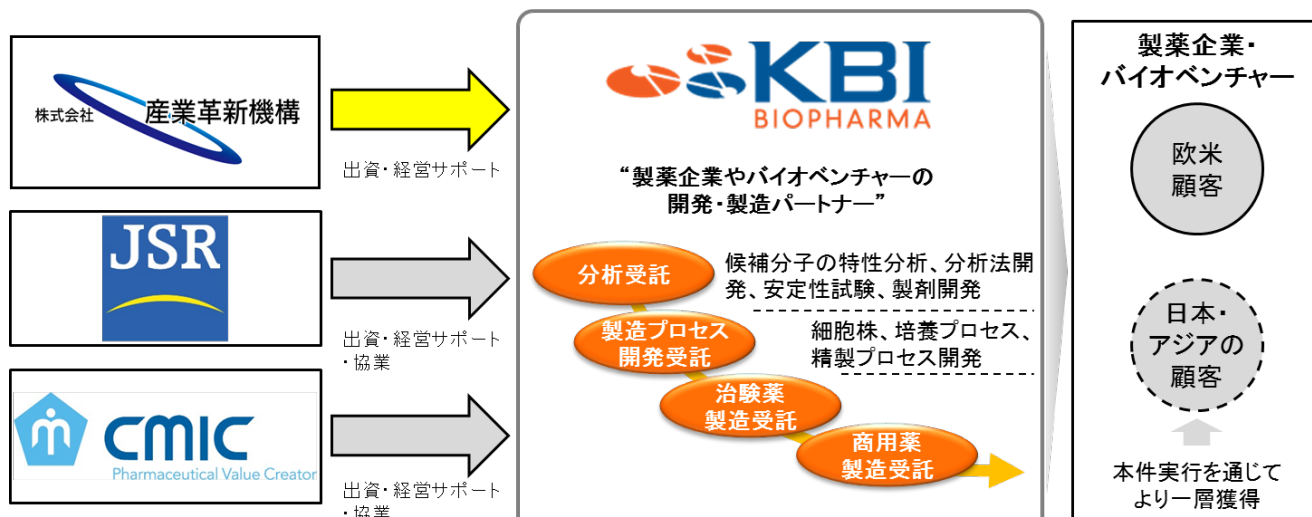 株式会社 産業革新機構
出資・経営サポート
JSR
出資・経営サポート
・協業
CMIC
Pharmaceutical Value Creator
出資・経営サポート
・協業
KBI
BIOPHARMA
“製薬企業やバイオベンチャーの
開発・製造パートナー”
分析受託
候補分子の特性分析、分析法開
発、安定性試験、製剤開発
製造プロセス
開発受託
細胞株、培養プロセス、
精製プロセス開発
治験薬
製造受託
商用薬
製造受託
製薬企業・
バイオベンチャー
欧米
顧客
日本・
アジアの
顧客
本件実行を通じて
より一層獲得